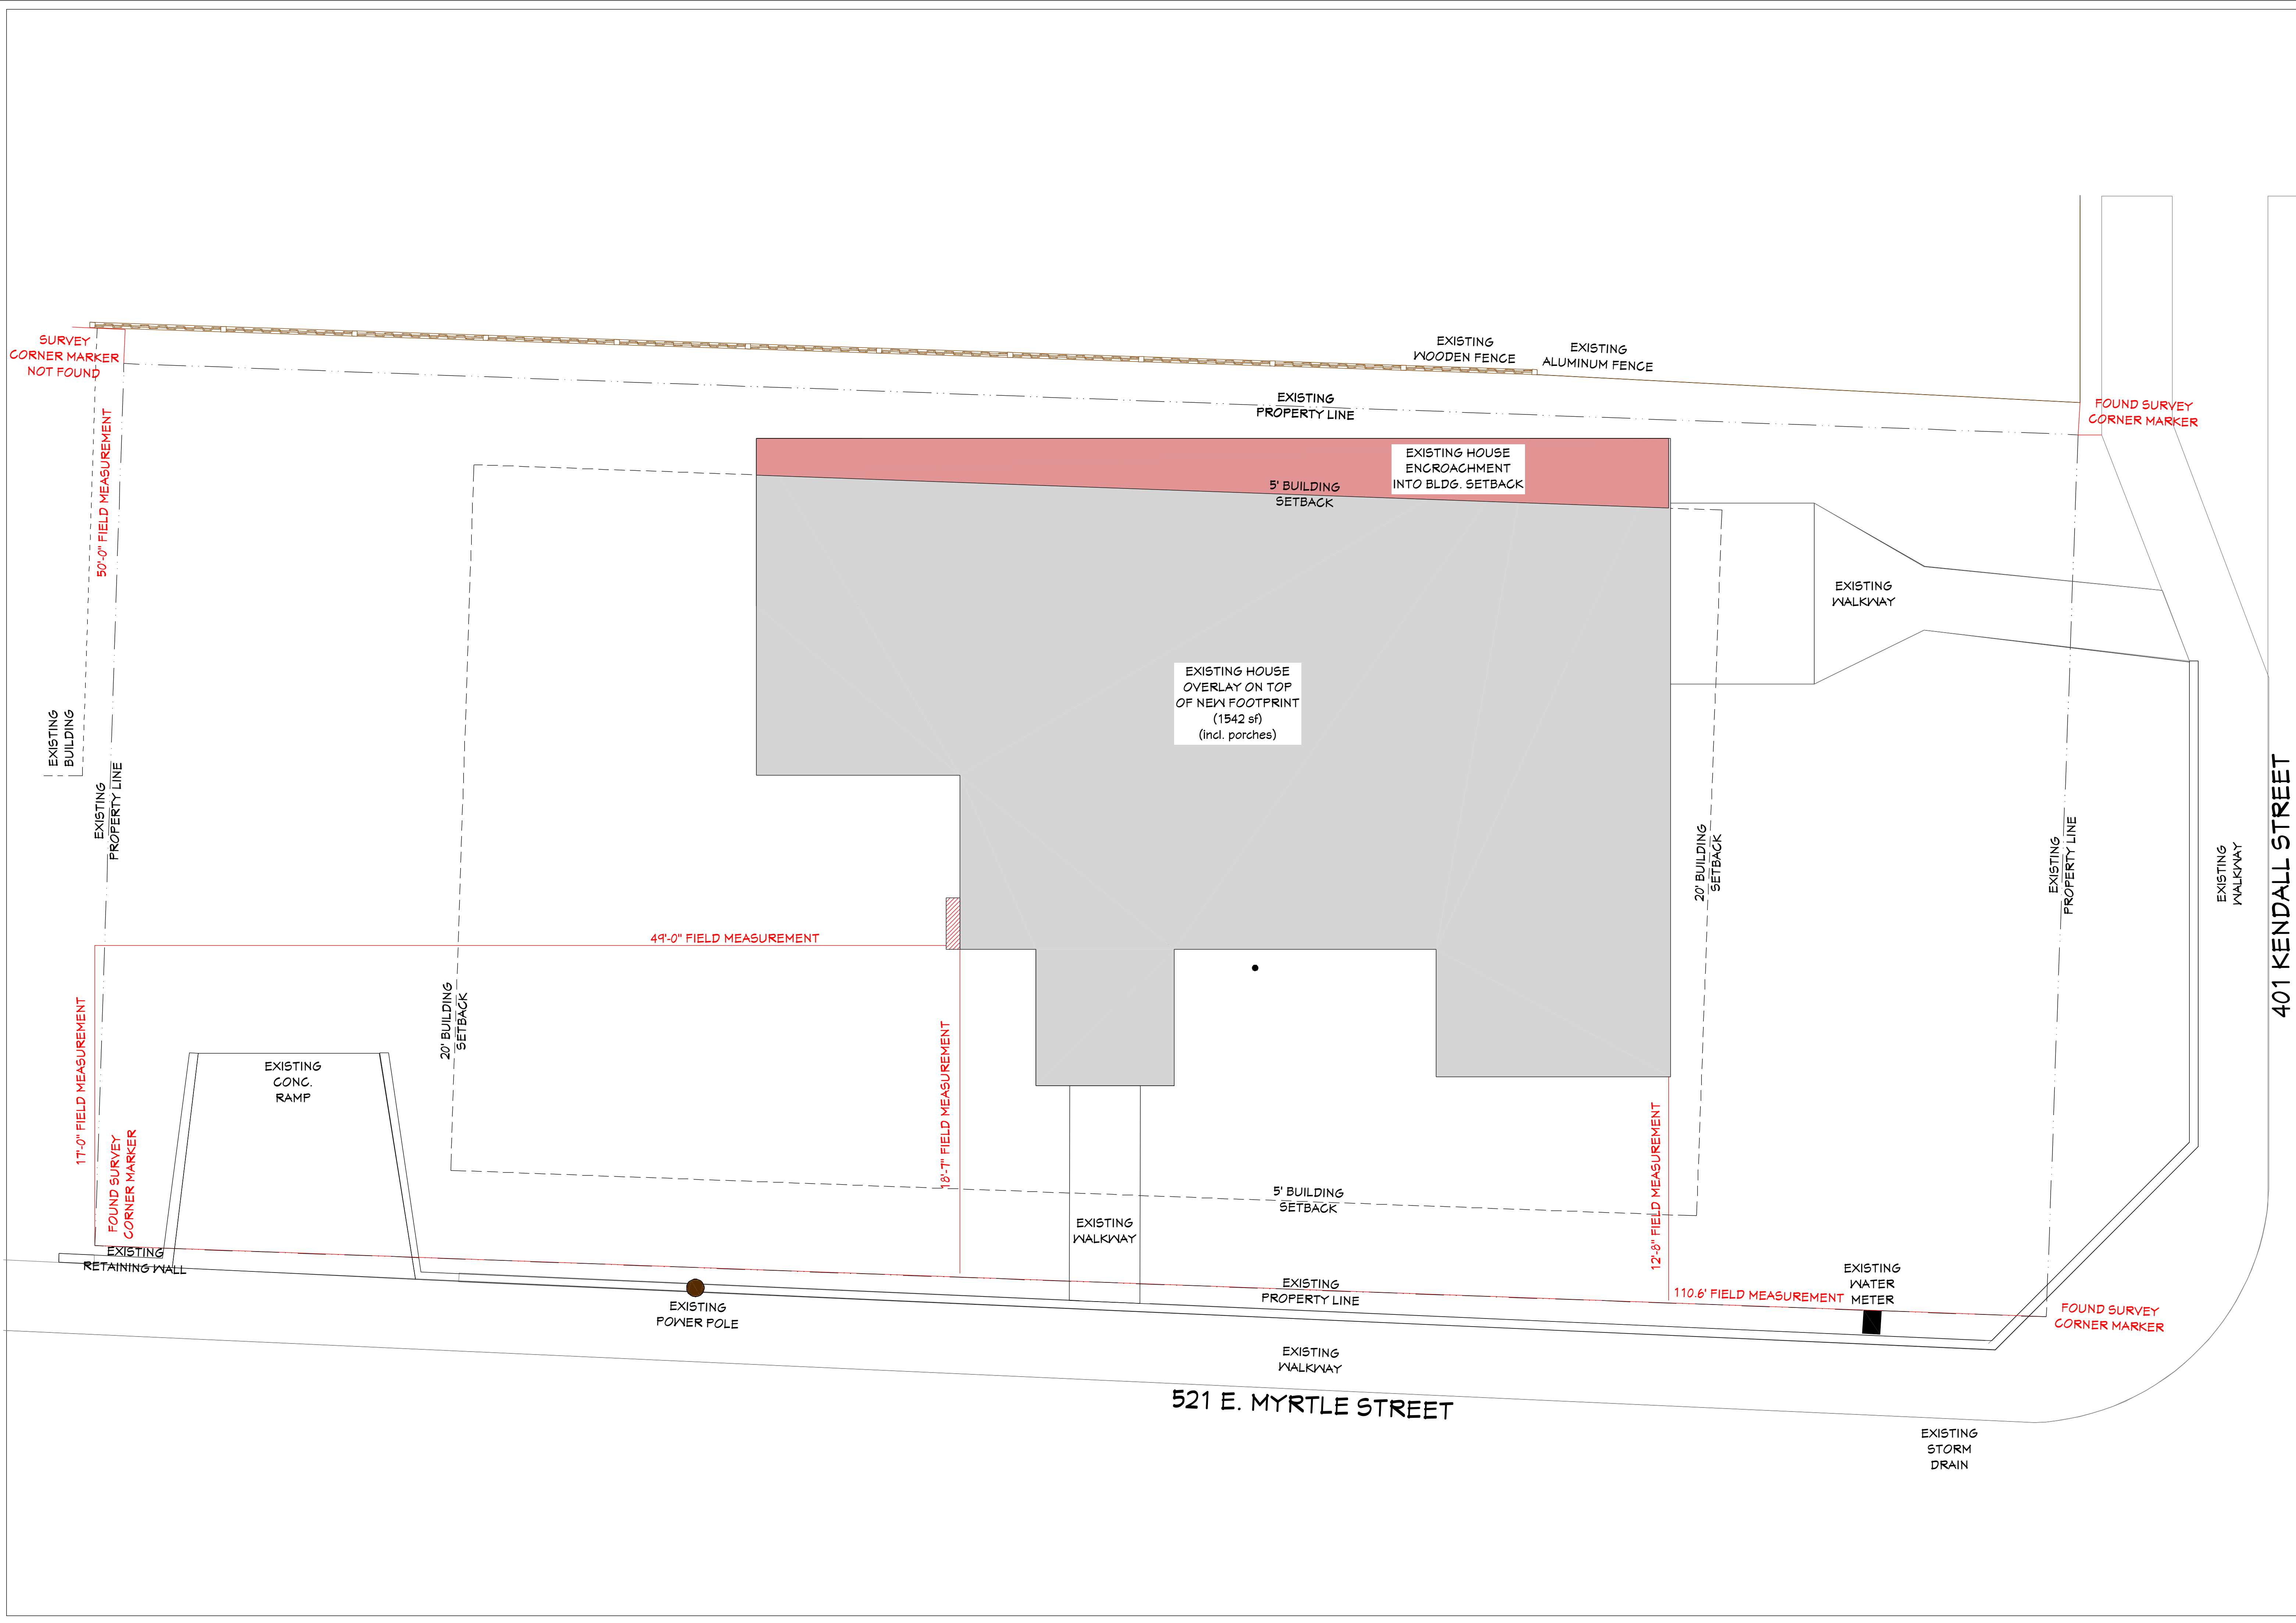 SURVEY
CORNER MARKER
NOT FOUND
EXISTING
WOODEN FENCE
EXISTING
ALUMINUM FENCE
EXISTING
PROPERTY LINE
FOUND SURVEY
CORNER MARKER
50'-0" FIELD MEASUREMENT
EXISTING HOUSE
ENCROACHMENT
INTO BLDG. SETBACK
5' BUILDING
SETBACK
EXISTING
WALKWAY
EXISTING HOUSE
OVERLAY ON TOP
OF NEW FOOTPRINT
(1542 sf)
(incl. porches)
EXISTING
BUILDING
EXISTING
PROPERTY LINE
20' BUILDING
SETBACK
EXISTING
PROPERTY LINE
EXISTING
WALKWAY
401 KENDALL STREET
49'-0" FIELD MEASUREMENT
17'-0" FIELD MEASUREMENT
20' BUILDING
SETBACK
18'-7" FIELD MEASUREMENT
12'-8" FIELD MEASUREMENT
EXISTING
CONC.
RAMP
FOUND SURVEY
CORNER MARKER
5' BUILDING
SETBACK
EXISTING
WALKWAY
EXISTING
RETAINING WALL
EXISTING
POWER POLE
EXISTING
PROPERTY LINE
110.6' FIELD MEASUREMENT
EXISTING
WATER
METER
FOUND SURVEY
CORNER MARKER
EXISTING
WALKWAY
521 E. MYRTLE STREET
EXISTING
STORM
DRAIN